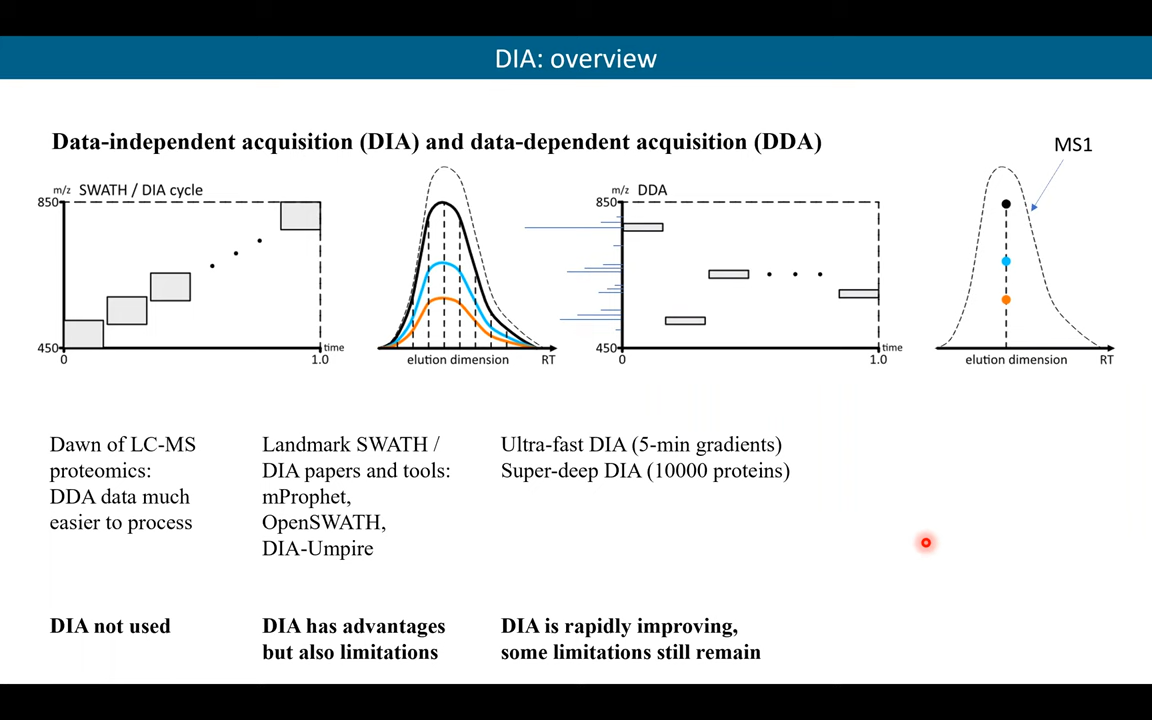 DIA: overview
Data-independent acquisition (DIA) and data-dependent acquisition (DDA)
MS1
m/z SWATH / DIA cycle
850
450
0
1.0
time
elution dimension
RT
m/z DDA
850
450
0
1.0
time
elution dimension
RT
Dawn of LC-MS
proteomics:
DDA data much
easier to process
Landmark SWATH /
DIA papers and tools:
mProphet,
OpenSWATH,
DIA-Umpire
Ultra-fast DIA (5-min gradients)
Super-deep DIA (10000 proteins)
DIA not used
DIA has advantages
but also limitations
DIA is rapidly improving,
some limitations still remain